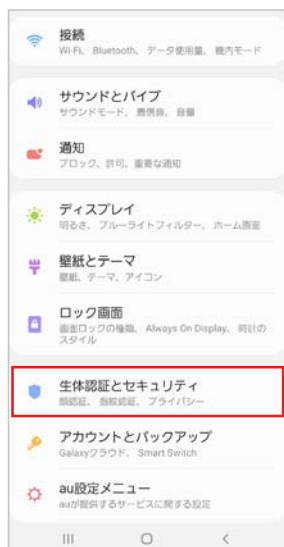 接続
Wi-Fi、Bluetooth、データ使用量、機内モード
サウンドとバイブ
サウンドモード、着信音、音量
通知
ブロック、許可、重要な通知
ディスプレイ
明るさ、ブルーライトフィルター、ホーム画面
壁紙とテーマ
壁紙、テーマ、アイコン
ロック画面
画面ロックの種類、Always On Display、時計の
スタイル
生体認証とセキュリティ
顔認証、指紋認証、プライバシー
アカウントとバックアップ
Galaxyクラウド、Smart Switch
au設定メニュー
auが提供するサービスに関する設定